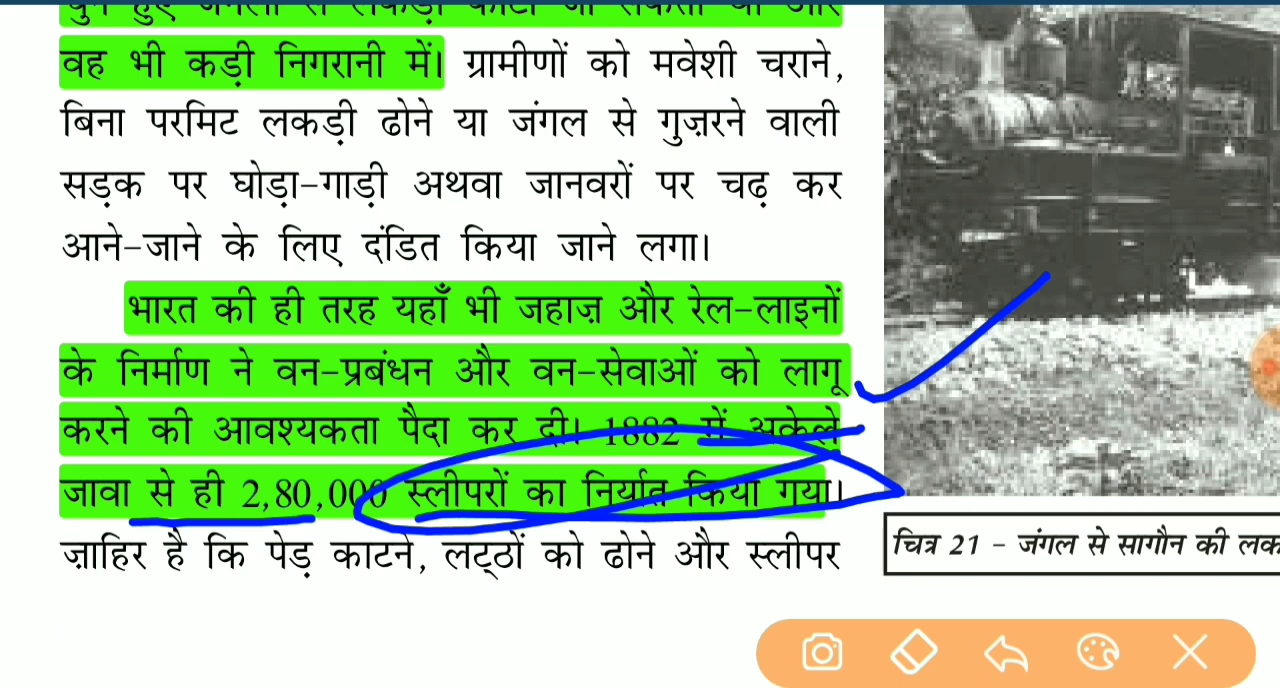 वह भी कड़ी निगरानी में। ग्रामीणों को मवेशी चराने,
बिना परमिट लकड़ी ढोने या जंगल से गुज़रने वाली
सड़क पर घोड़ा-गाड़ी अथवा जानवरों पर चढ़ कर
आने-जाने के लिए दंडित किया जाने लगा।
भारत की ही तरह यहाँ भी जहाज़ और रेल-लाइनों
के निर्माण ने वन-प्रबंधन और वन-सेवाओं को लागू
करने की आवश्यकता पैदा कर दी। 1882 में अकेले
जावा से ही 2,80,000 स्लीपरों का निर्यात किया गया।
ज़ाहिर है कि पेड़ काटने, लट्ठों को ढोने और स्लीपर
चित्र 21 - जंगल से सागौन की